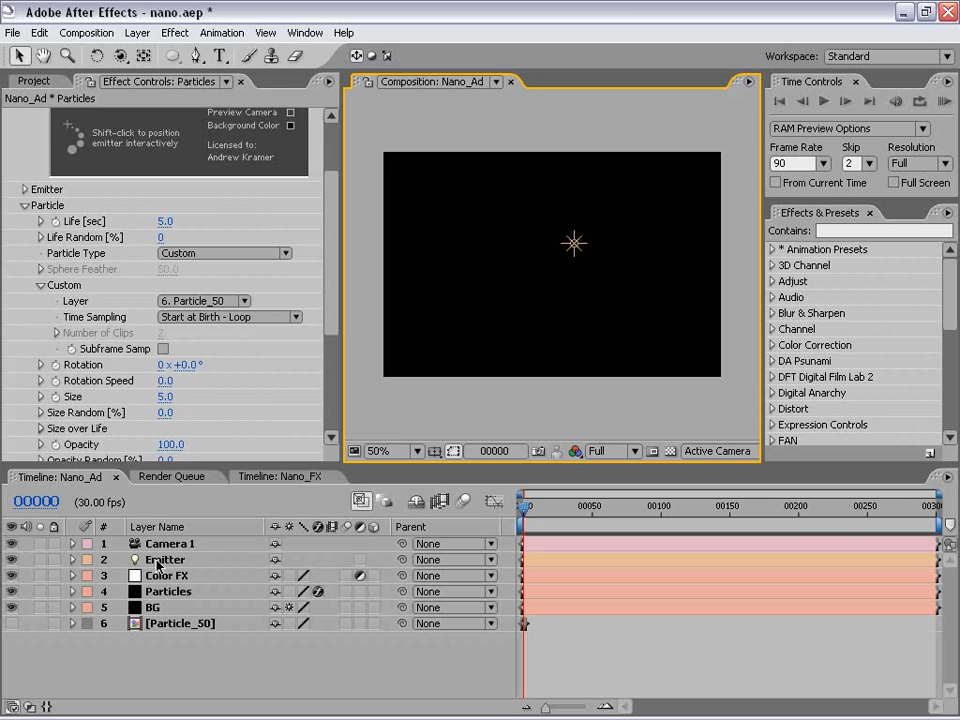 Adobe After Effects - nano.aep *
File Edit Composition Layer Effect Animation View Window Help
Workspace: Standard
Project Effect Controls: Particles
Nano_Ad * Particles
Preview Camera
Background Color
Shift-click to position
emitter interactively
Licensed to:
Andrew Kramer
Emitter
Particle
Life [sec] 5.0
Life Random [%] 0
Particle Type Custom
Sphere Feather 50.0
Custom
Layer 6. Particle_50
Time Sampling Start at Birth - Loop
Number of Clips 2
Subframe Samp
Rotation 0 x +0.0 °
Rotation Speed 0.0
Size 5.0
Size Random [%] 0.0
Size over Life
Opacity 100.0
Opacity Random [%] 0.0
Composition: Nano_Ad
50% 00000 Full Active Camera
Time Controls
RAM Preview Options
Frame Rate Skip Resolution
90 2 Full
From Current Time Full Screen
Effects & Presets
Contains:
* Animation Presets
3D Channel
Adjust
Audio
Blur & Sharpen
Channel
Color Correction
DA Psunami
DFT Digital Film Lab 2
Digital Anarchy
Distort
Expression Controls
FAN
Timeline: Nano_Ad Render Queue Timeline: Nano_FX
00000 (30.00 fps)
00050 00100 00150 00200 00250 0030
# Layer Name Parent
1 Camera 1 None
2 Emitter None
3 Color FX None
4 Particles None
5 BG None
6 [Particle_50] None